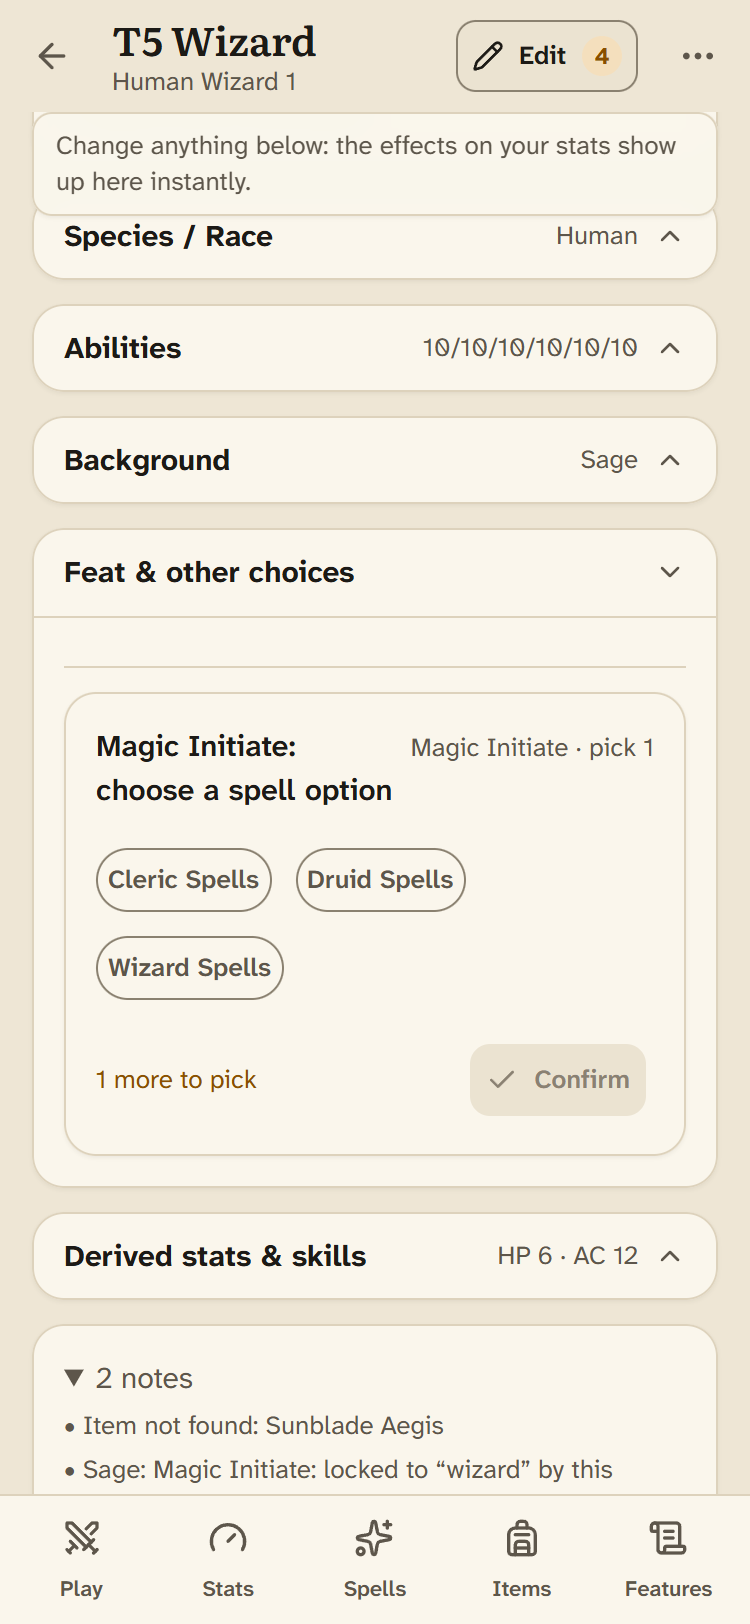 T5 Wizard
Human Wizard 1
Edit 4
Change anything below: the effects on your stats show
up here instantly.
Species / Race Human
Abilities 10/10/10/10/10/10
Background Sage
Feat & other choices
Magic Initiate: Magic Initiate · pick 1
choose a spell option
Cleric Spells Druid Spells
Wizard Spells
1 more to pick Confirm
Derived stats & skills HP 6 · AC 12
▼ 2 notes
• Item not found: Sunblade Aegis
• Sage: Magic Initiate: locked to “wizard” by this
Play Stats Spells Items Features